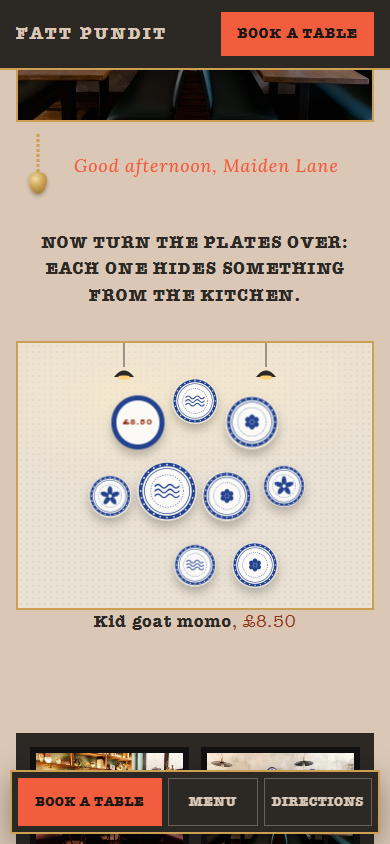 FATT PUNDIT
BOOK A TABLE
Good afternoon, Maiden Lane
NOW TURN THE PLATES OVER:
EACH ONE HIDES SOMETHING
FROM THE KITCHEN.
£8.50
Kid goat momo, £8.50
BOOK A TABLE
MENU
DIRECTIONS